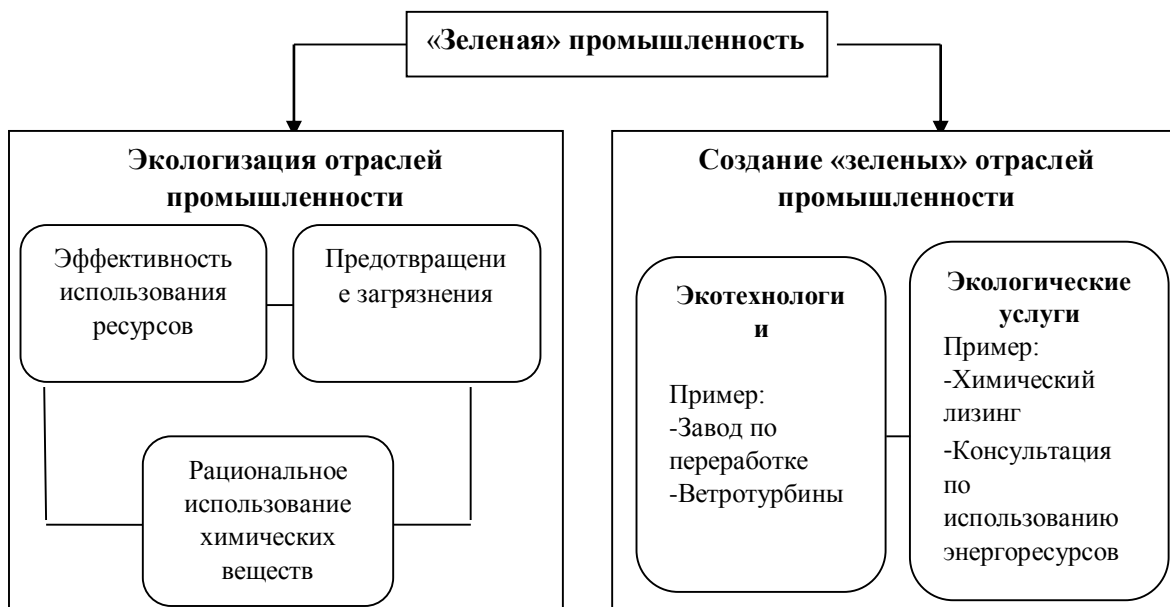 «Зеленая» промышленность
Экологизация отраслей
промышленности
Эффективность
использования
ресурсов
Предотвращени
е загрязнения
Рациональное
использование
химических
веществ
Создание «зеленых» отраслей
промышленности
Экотехнологи
и
Пример:
-Завод по
переработке
-Ветротурбины
Экологические
услуги
Пример:
-Химический
лизинг
-Консультация
по
использованию
энергоресурсов